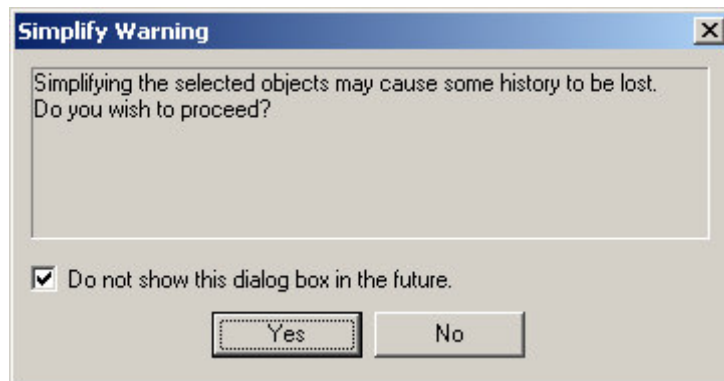 Simplify Warning
Simplifying the selected objects may cause some history to be lost.
Do you wish to proceed?
Do not show this dialog box in the future.
Yes No